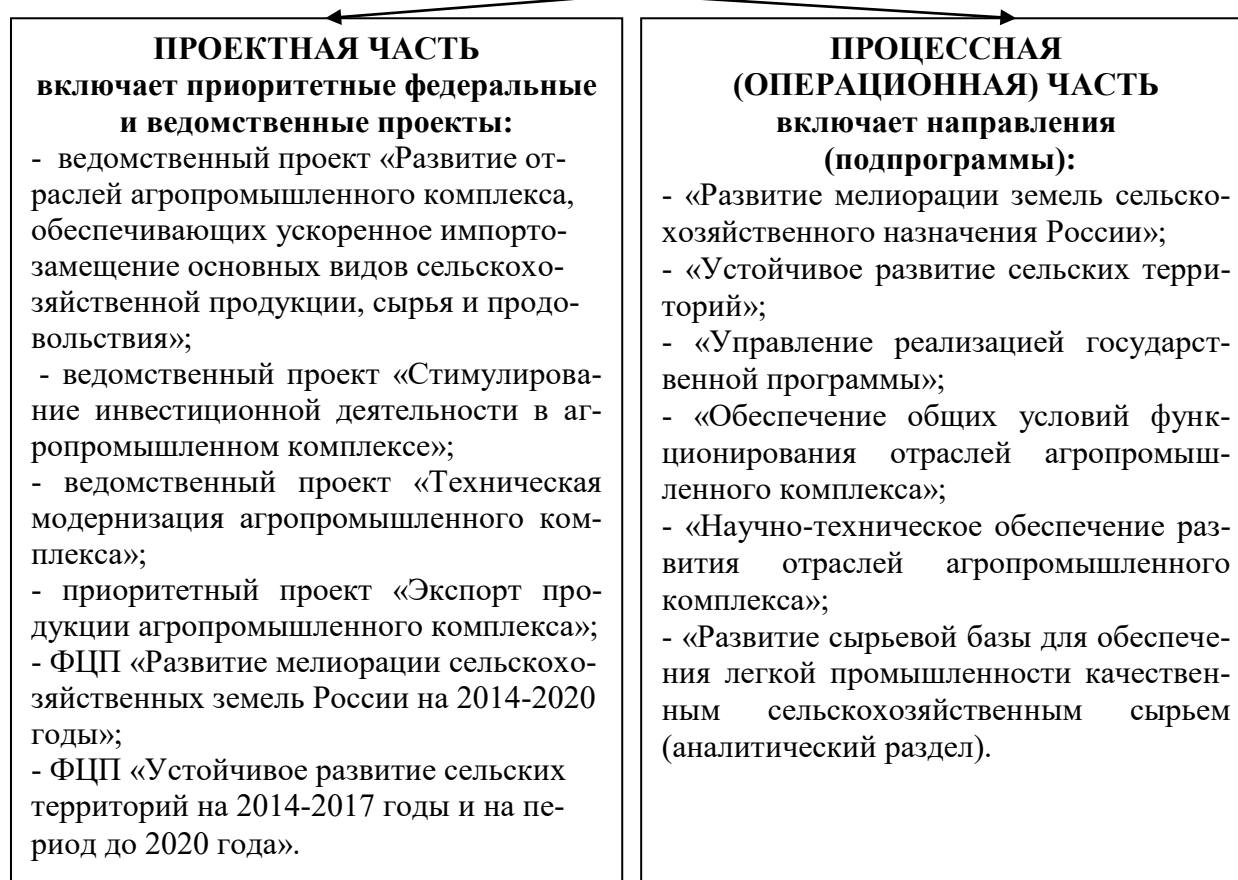 ПРОЕКТНАЯ ЧАСТЬ
включает приоритетные федеральные
и ведомственные проекты:
- ведомственный проект «Развитие от-
раслей агропромышленного комплекса,
обеспечивающих ускоренное импорто-
замещение основных видов сельскохо-
зяйственной продукции, сырья и продо-
вольствия»;
- ведомственный проект «Стимулирова-
ние инвестиционной деятельности в аг-
ропромышленном комплексе»;
- ведомственный проект «Техническая
модернизация агропромышленного ком-
плекса»;
- приоритетный проект «Экспорт про-
дукции агропромышленного комплекса»;
- ФЦП «Развитие мелиорации сельскохо-
зяйственных земель России на 2014-2020
годы»;
- ФЦП «Устойчивое развитие сельских
территорий на 2014-2017 годы и на пе-
риод до 2020 года».
ПРОЦЕССНАЯ
(ОПЕРАЦИОННАЯ) ЧАСТЬ
включает направления
(подпрограммы):
- «Развитие мелиорации земель сельско-
хозяйственного назначения России»;
- «Устойчивое развитие сельских терри-
торий»;
- «Управление реализацией государст-
венной программы»;
- «Обеспечение общих условий функ-
ционирования отраслей агропромыш-
ленного комплекса»;
- «Научно-техническое обеспечение раз-
вития отраслей агропромышленного
комплекса»;
- «Развитие сырьевой базы для обеспече-
ния легкой промышленности качествен-
ным сельскохозяйственным сырьем
(аналитический раздел).